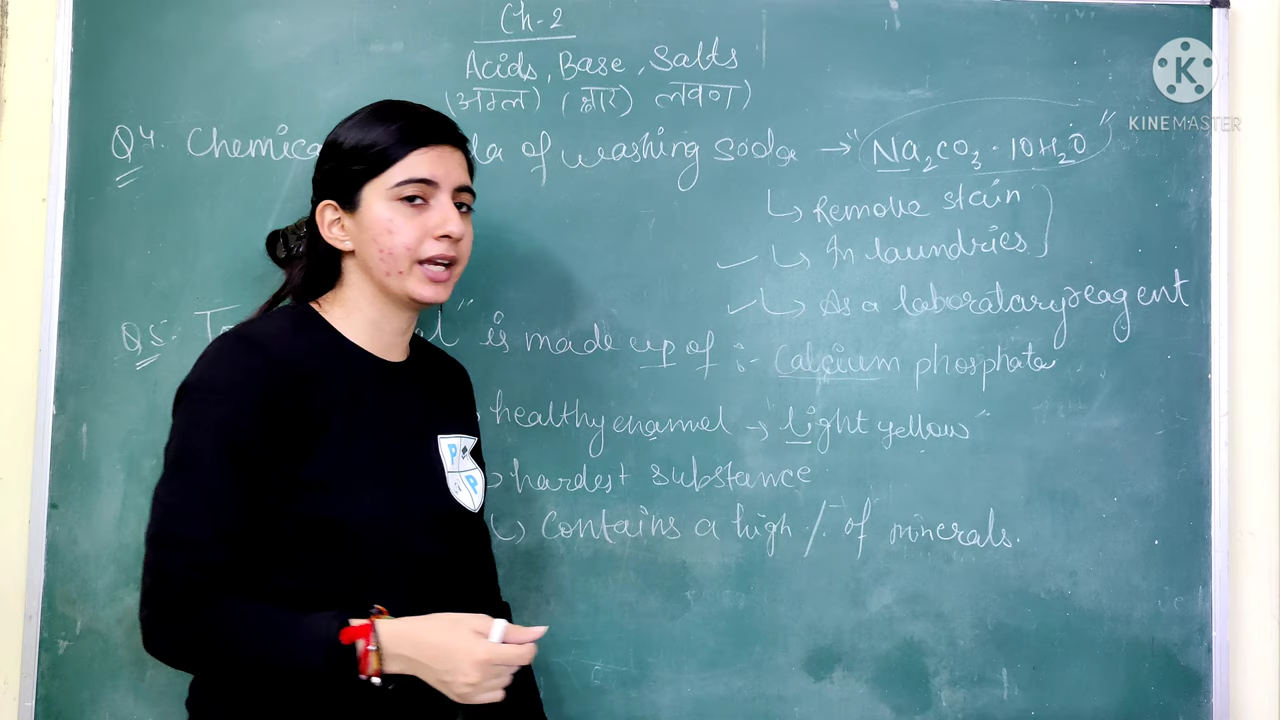 Ch-2
Acids, Base, Salts
(अम्ल) (क्षार) लवण)
Q4. Chemica la of washing soda → "Na₂CO₃·10H₂O"
↳ Remove stain
↳ In laundries
↳ As a laboratary reagent
Q5. is made up of :- Calcium phosphate
healthy enamel → light yellow"
hardest substance
↳ Contains a high % of minerals.
P
P
K
KINEMASTER